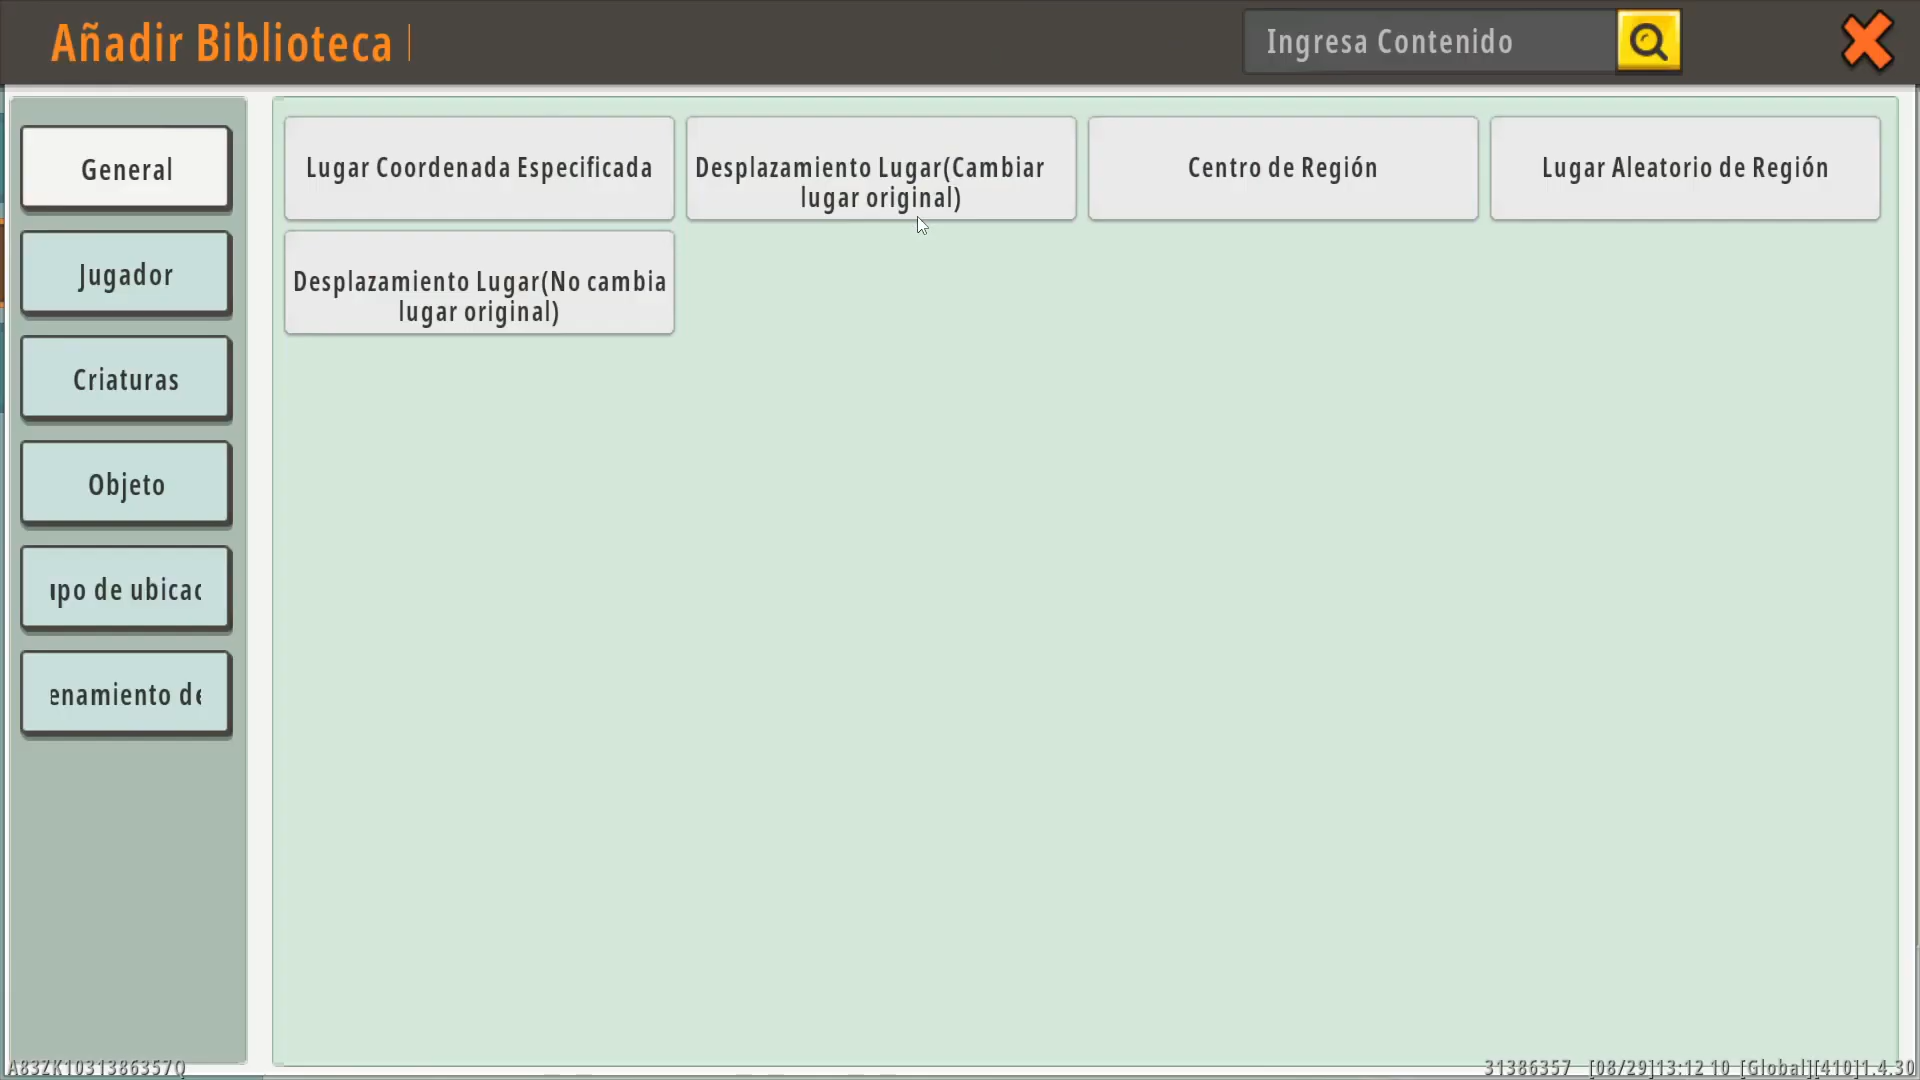 Añadir Biblioteca
Ingresa Contenido
General
Jugador
Criaturas
Objeto
po de ubicac
enamiento de
Lugar Coordenada Especificada
Desplazamiento Lugar(Cambiar
lugar original)
Centro de Región
Lugar Aleatorio de Región
Desplazamiento Lugar(No cambia
lugar original)
A83ZK1031386357Q
31386357 [08/29]13:12 10 [Global][410]1.4.30